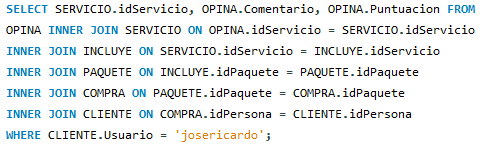 SELECT SERVICIO.idServicio, OPINA.Comentario, OPINA.Puntuacion FROM
OPINA INNER JOIN SERVICIO ON OPINA.idServicio = SERVICIO.idServicio
INNER JOIN INCLUYE ON SERVICIO.idServicio = INCLUYE.idServicio
INNER JOIN PAQUETE ON INCLUYE.idPaquete = PAQUETE.idPaquete
INNER JOIN COMPRA ON PAQUETE.idPaquete = COMPRA.idPaquete
INNER JOIN CLIENTE ON COMPRA.idPersona = CLIENTE.idPersona
WHERE CLIENTE.Usuario = 'josericardo';